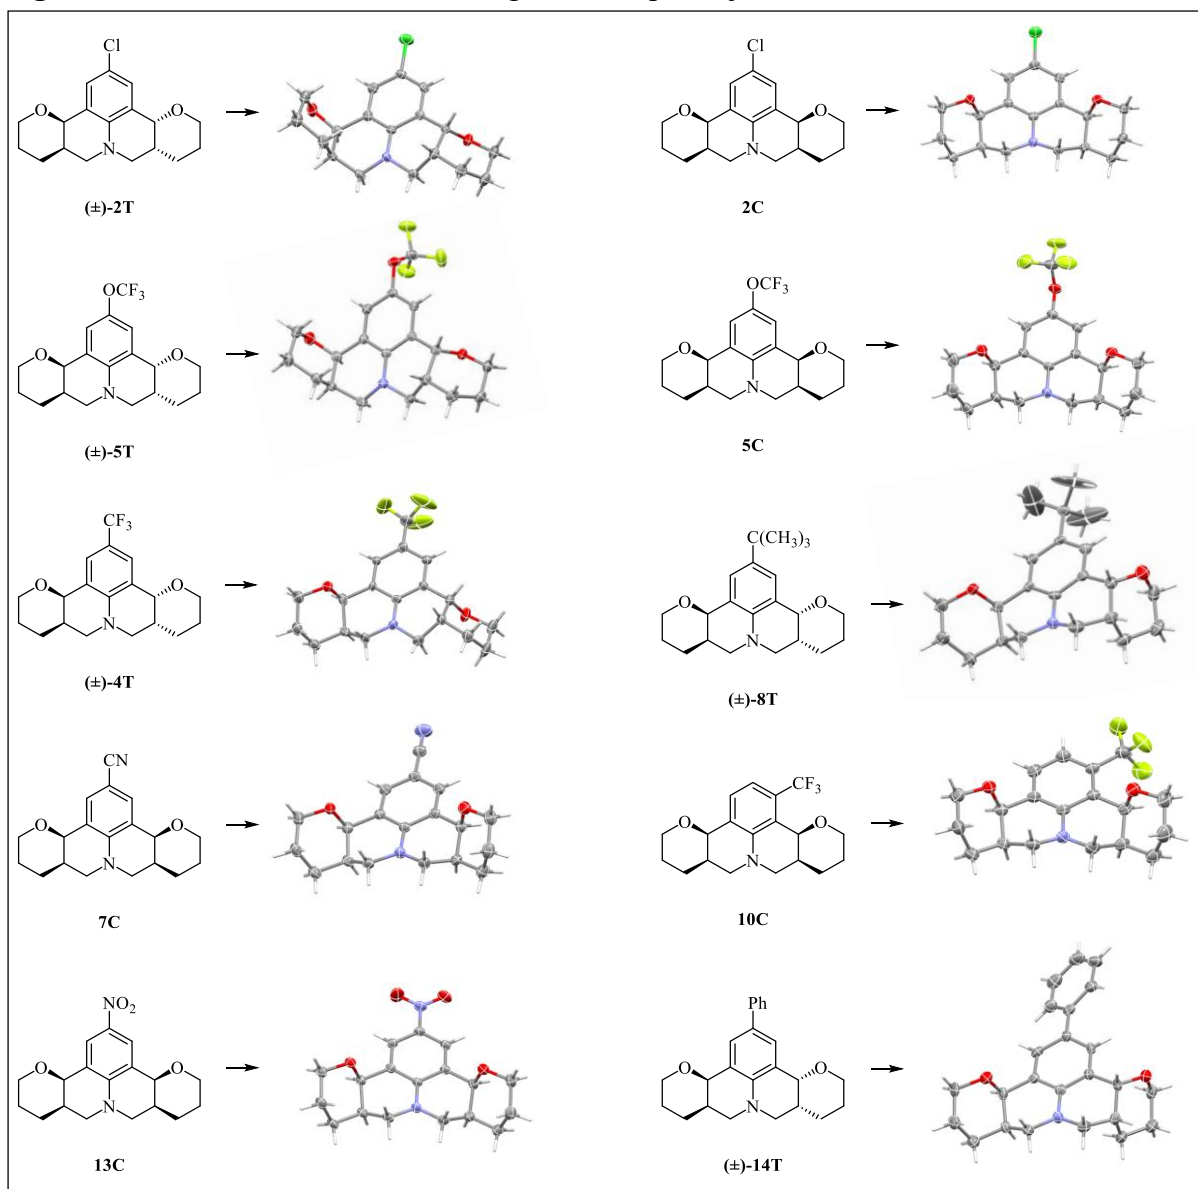 Cl
O
O
N
(±)-2T
Cl
O
O
N
2C
OCF3
O
O
N
(±)-5T
OCF3
O
O
N
5C
CF3
O
O
N
(±)-4T
C(CH3)3
O
O
N
(±)-8T
CN
O
O
N
7C
CF3
O
O
N
10C
NO2
O
O
N
13C
Ph
O
O
N
(±)-14T